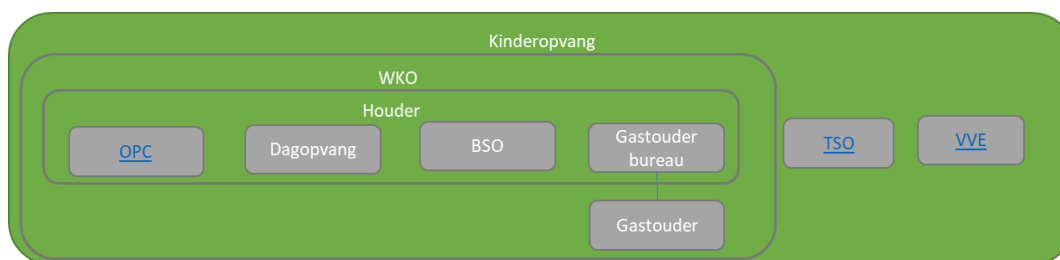 Kinderopvang
WKO
Houder
OPC
Dagopvang
BSO
Gastouder
bureau
TSO
VVE
Gastouder